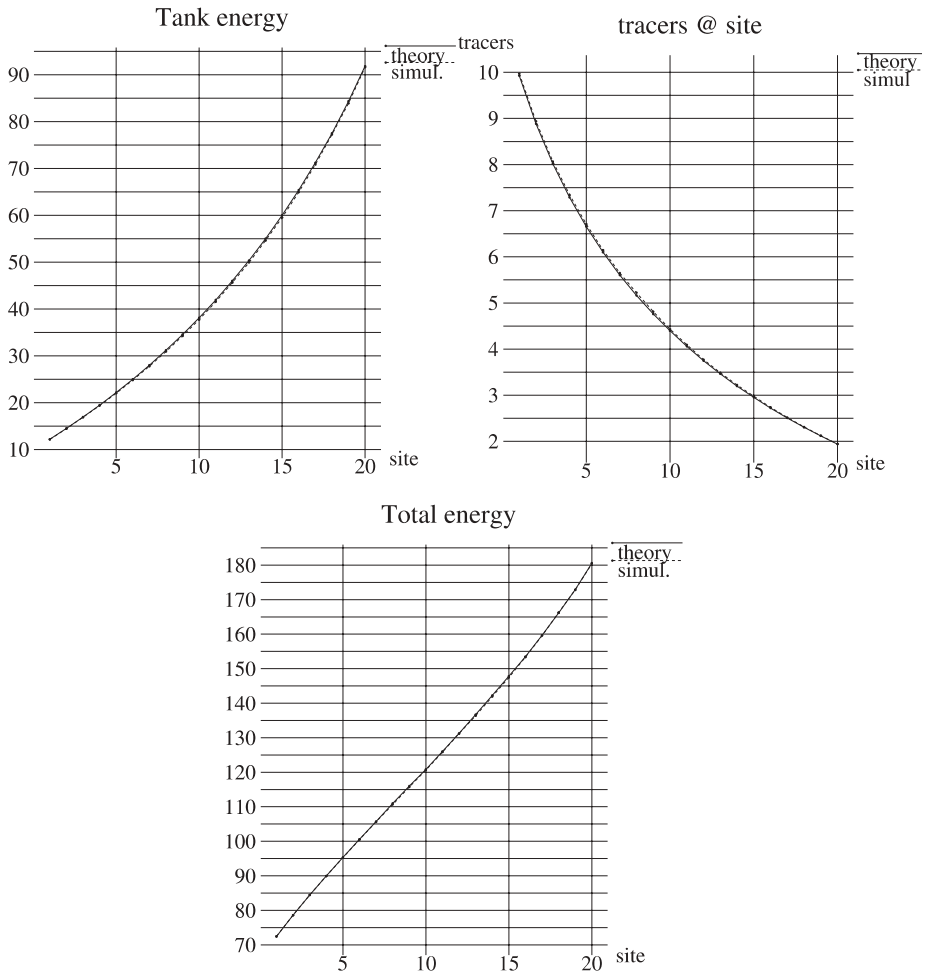 Tank energy
tracers
theory
simul.
90
80
70
60
50
40
30
20
10
5 10 15 20 site
tracers @ site
theory
simul
10
9
8
7
6
5
4
3
2
5 10 15 20 site
Total energy
theory
simul.
180
170
160
150
140
130
120
110
100
90
80
70
5 10 15 20 site